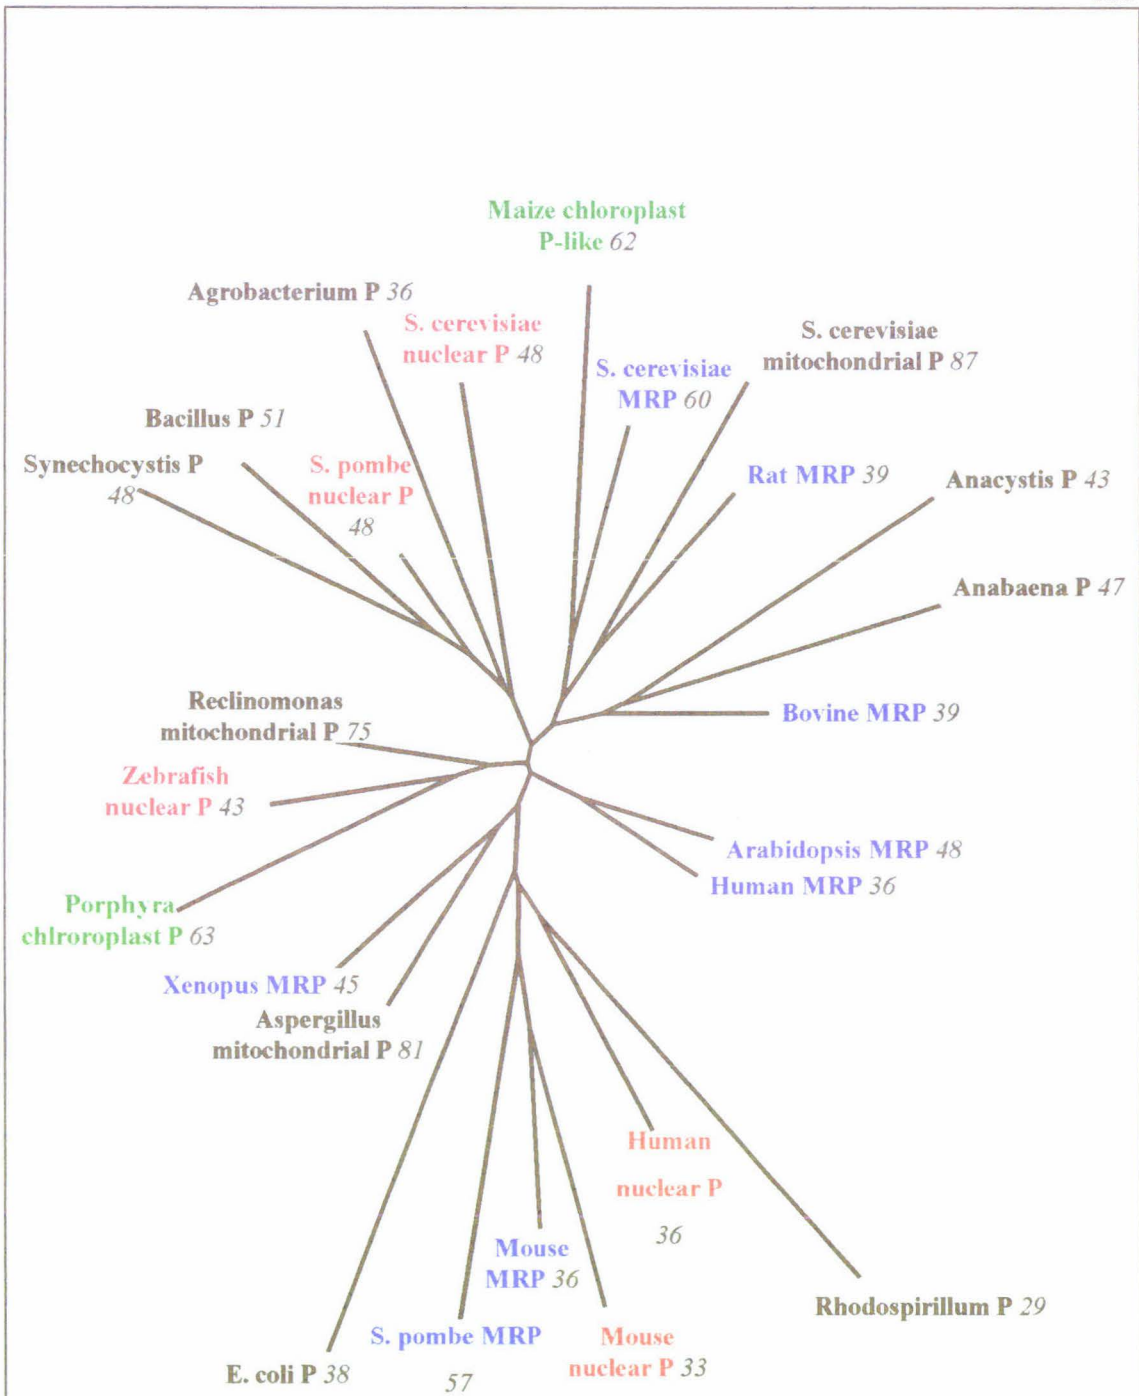 Maize chloroplast
P-like 62
Agrobacterium P 36
S. cerevisiae
nuclear P 48
S. cerevisiae
mitochondrial P 87
S. cerevisiae
MRP 60
Bacillus P 51
Synechocystis P
48
S. pombe
nuclear P
48
Rat MRP 39
Anacystis P 43
Anabaena P 47
Reclinomonas
mitochondrial P 75
Bovine MRP 39
Zebrafish
nuclear P 43
Arabidopsis MRP 48
Human MRP 36
Porphyra
chlroroplast P 63
Xenopus MRP 45
Aspergillus
mitochondrial P 81
Human
nuclear P
36
Mouse
MRP 36
Rhodospirillum P 29
S. pombe MRP
57
Mouse
nuclear P 33
E. coli P 38